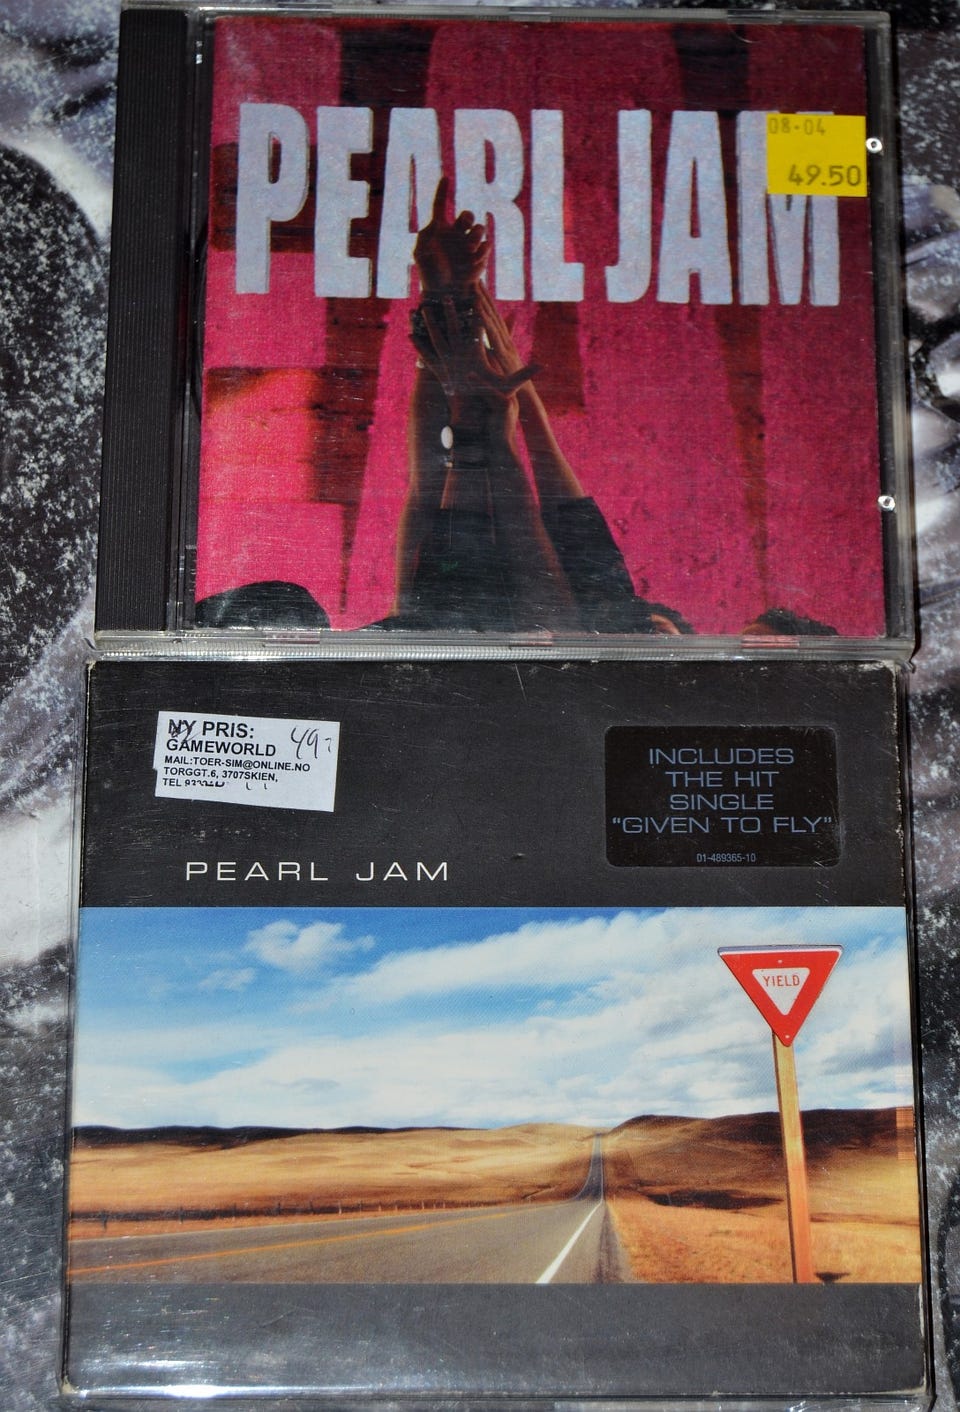 PEARL JAM
08-04
49.50
NY PRIS:
GAMEWORLD 49,-
MAIL:TOER-SIM@ONLINE.NO
TORGGT.6, 3707SKIEN,
TEL
INCLUDES
THE HIT
SINGLE
“GIVEN TO FLY”
01-489365-10
PEARL JAM
YIELD